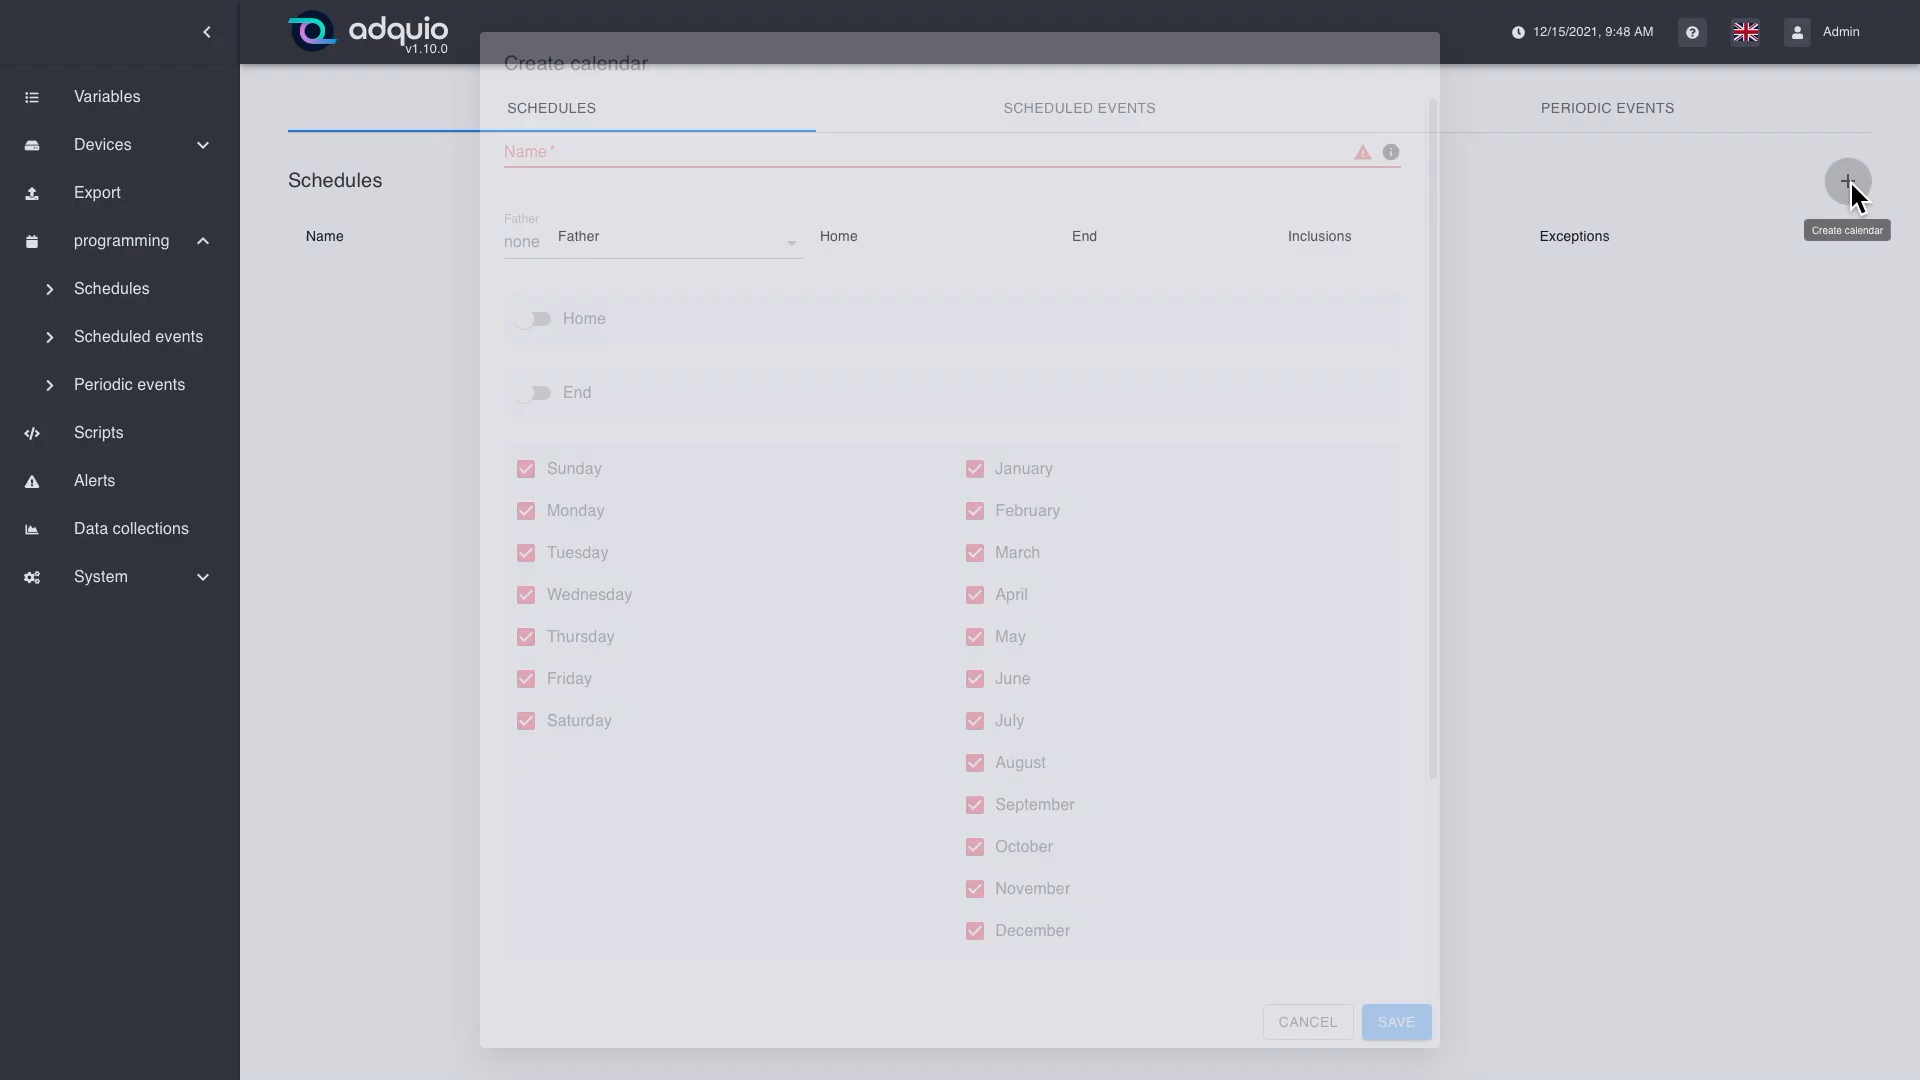 adquio
v1.10.0
12/15/2021, 9:48 AM
?
Admin
Create calendar
Variables
Devices
Export
programming
Schedules
Scheduled events
Periodic events
Scripts
Alerts
Data collections
System
SCHEDULES
SCHEDULED EVENTS
PERIODIC EVENTS
Name *
Schedules
+
Create calendar
Name
Father
none
Father
Home
End
Inclusions
Exceptions
Home
End
Sunday
Monday
Tuesday
Wednesday
Thursday
Friday
Saturday
January
February
March
April
May
June
July
August
September
October
November
December
CANCEL
SAVE